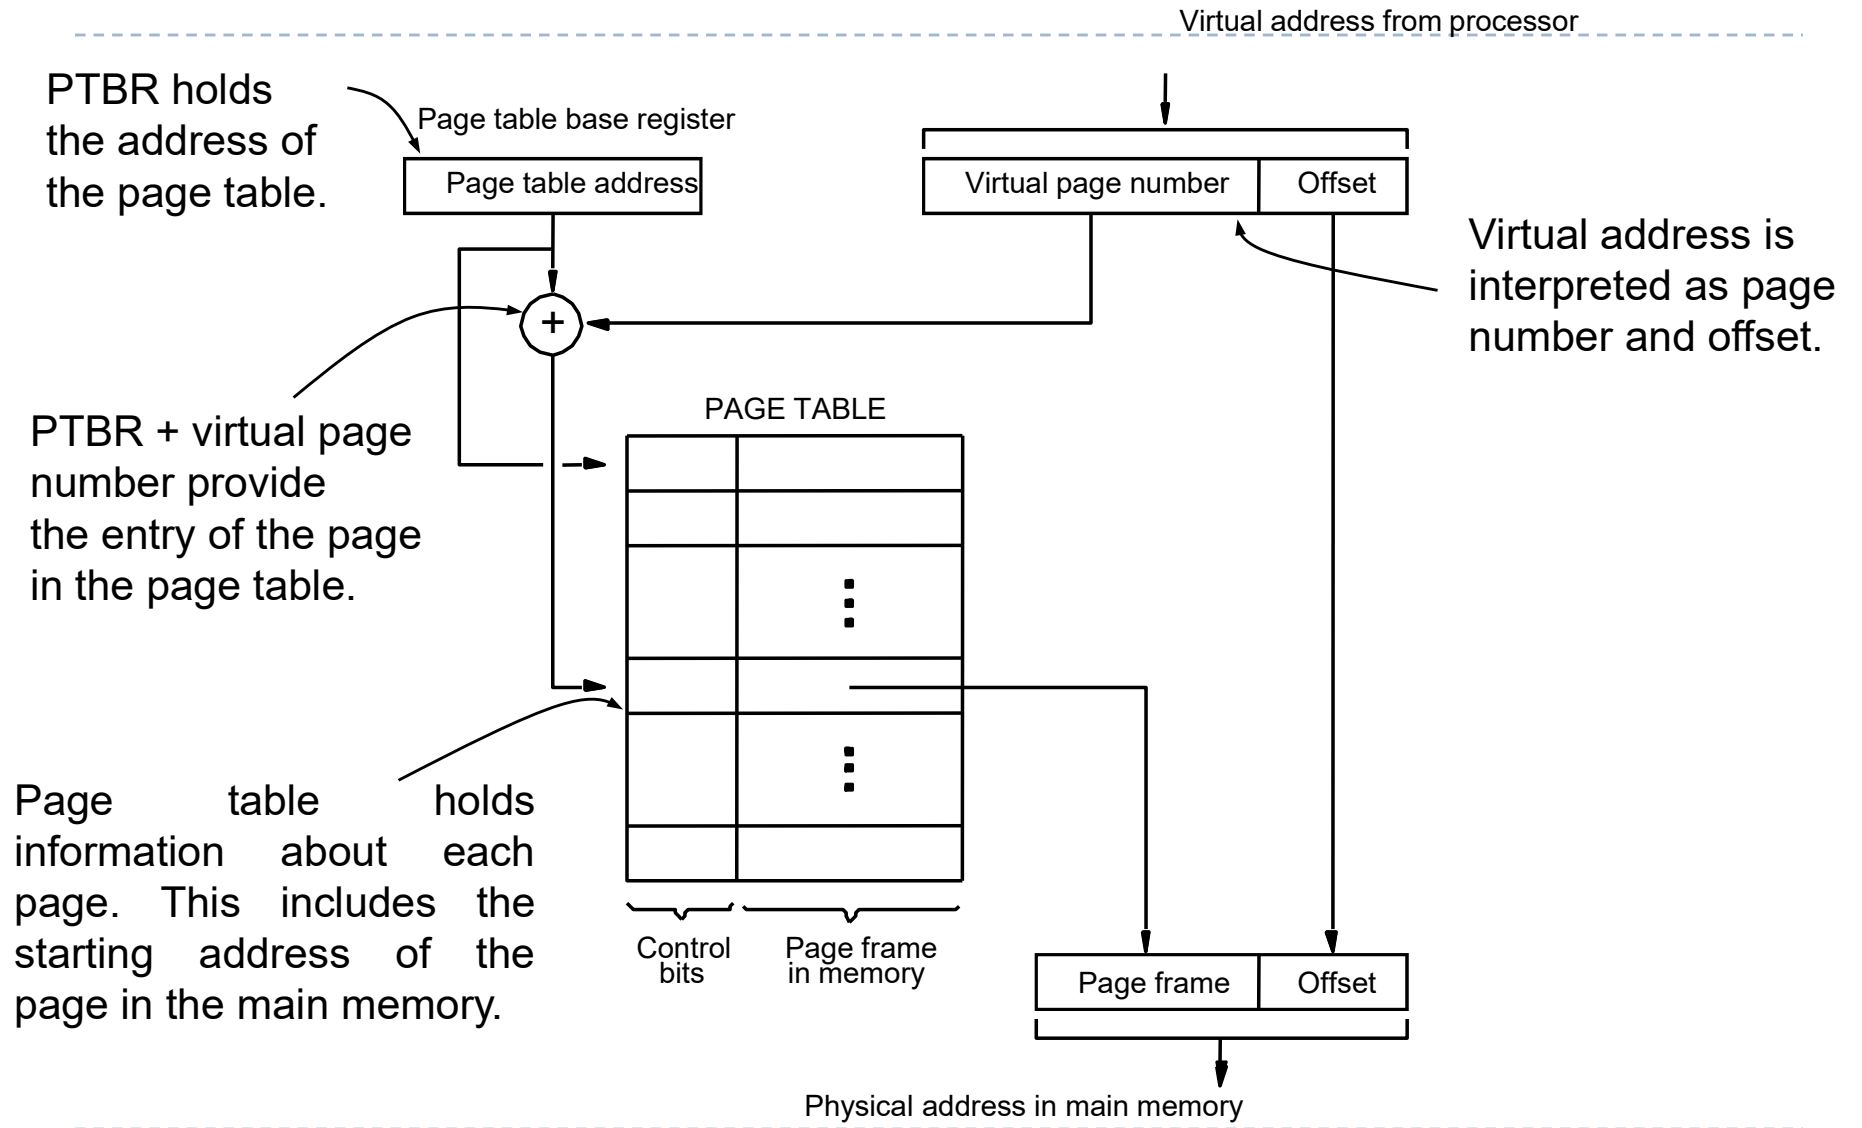 Virtual address from processor
PTBR holds
the address of
the page table.
Page table base register
Page table address
Virtual page number
Offset
Virtual address is
interpreted as page
number and offset.
+
PTBR + virtual page
number provide
the entry of the page
in the page table.
PAGE TABLE
Page table holds
information about each
page. This includes the
starting address of the
page in the main memory.
Control
bits
Page frame
in memory
Page frame
Offset
Physical address in main memory